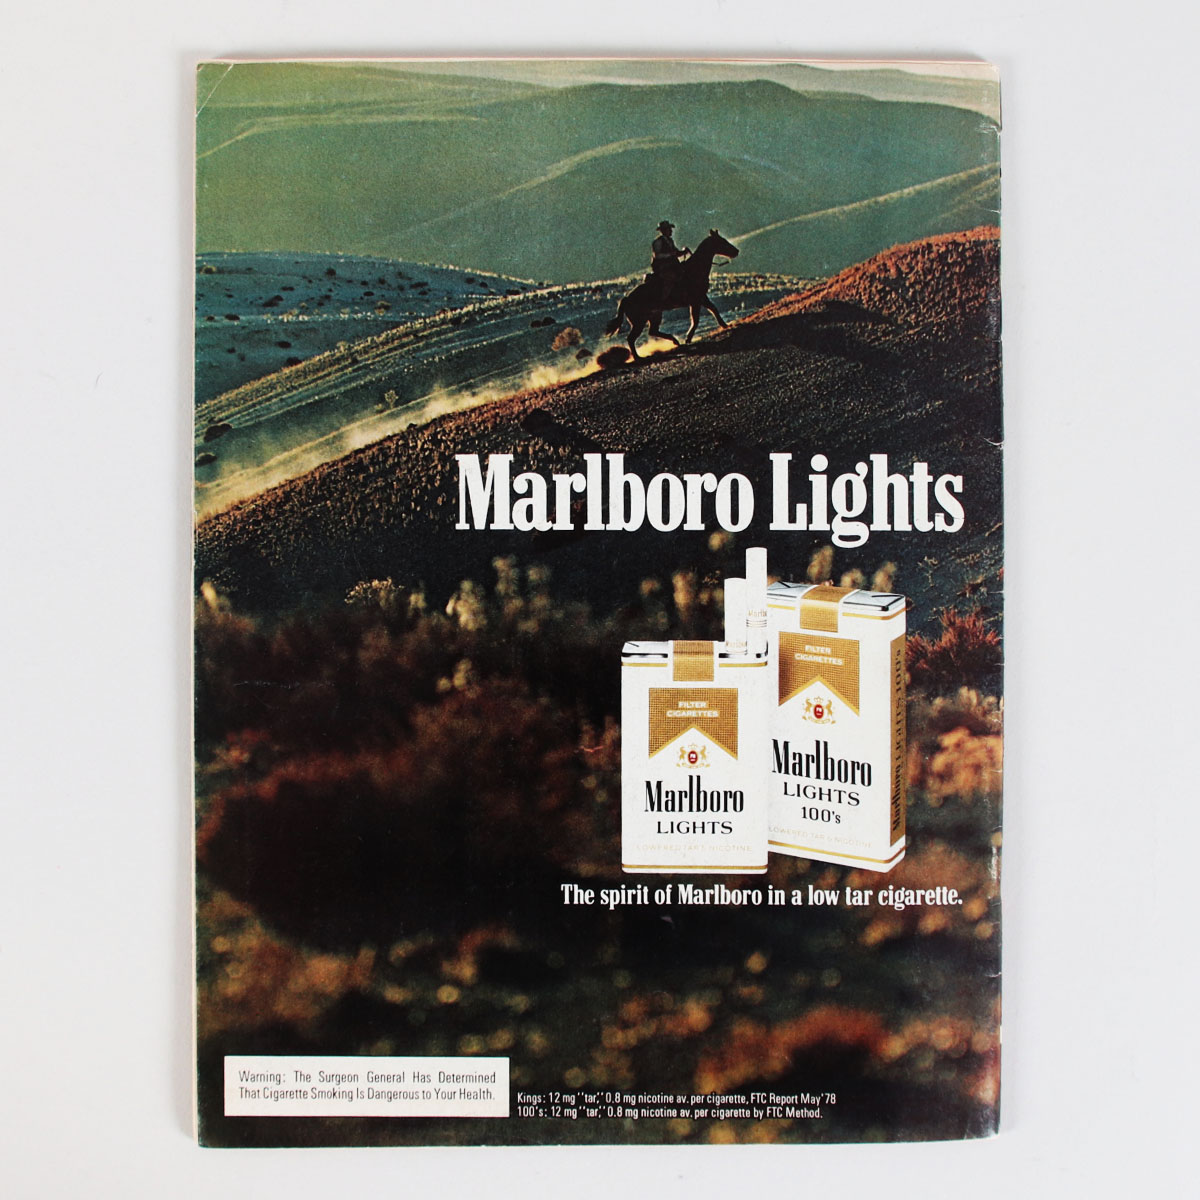 Marlboro Lights
Marlboro
FILTER
CIGARETTES
Marlboro
LIGHTS
LOWERED TAR & NICOTINE
FILTER
CIGARETTES
Marlboro
LIGHTS
100's
LOWERED TAR & NICOTINE
Marlboro LIGHTS 100's
The spirit of Marlboro in a low tar cigarette.
Warning: The Surgeon General Has Determined
That Cigarette Smoking Is Dangerous to Your Health.
Kings: 12 mg "tar," 0.8 mg nicotine av. per cigarette, FTC Report May'78
100's: 12 mg "tar," 0.8 mg nicotine av. per cigarette by FTC Method.